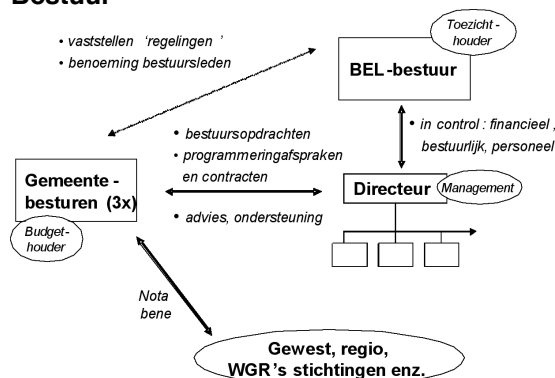 Bestuur
• vaststellen ‘regelingen ’
• benoeming bestuursleden
Toezicht -
houder
BEL -bestuur
• in control : financieel ,
bestuurlijk, personeel
• bestuursopdrachten
• programmeringafspraken
en contracten
• advies, ondersteuning
Gemeente -
besturen (3x)
Budget-
houder
Directeur
Management
Nota
bene
Gewest, regio,
WGR’s stichtingen enz.